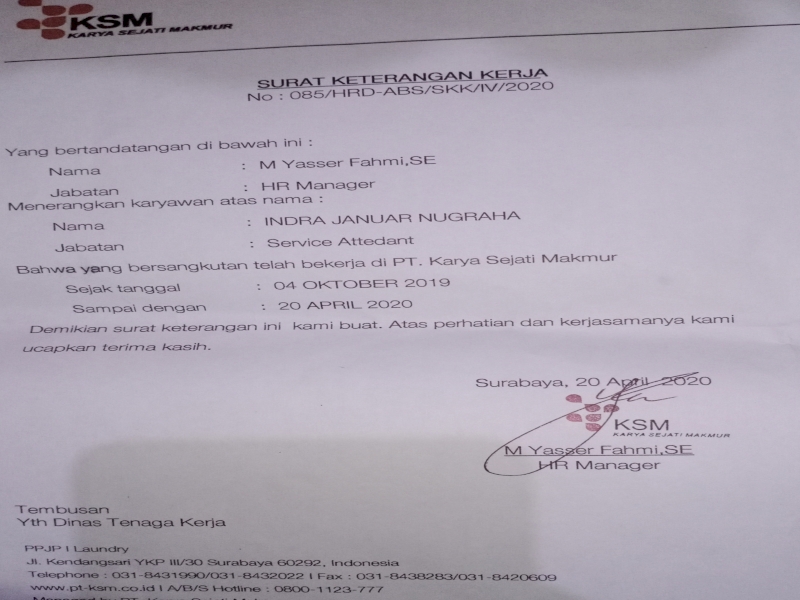 KSM
KARYA SEJATI MAKMUR
SURAT KETERANGAN KERJA
No : 085/HRD-ABS/SKK/IV/2020
Yang bertandatangan di bawah ini :
Nama : M Yasser Fahmi,SE
Jabatan : HR Manager
Menerangkan karyawan atas nama :
Nama : INDRA JANUAR NUGRAHA
Jabatan : Service Attedant
Bahwa yang bersangkutan telah bekerja di PT. Karya Sejati Makmur
Sejak tanggal : 04 OKTOBER 2019
Sampai dengan : 20 APRIL 2020
Demikian surat keterangan ini kami buat. Atas perhatian dan kerjasamanya kami
ucapkan terima kasih.
Surabaya, 20 April 2020
KSM
KARYA SEJATI MAKMUR
M Yasser Fahmi,SE
HR Manager
Tembusan
Yth Dinas Tenaga Kerja
PPJP I Laundry
Jl. Kendangsari YKP III/30 Surabaya 60292, Indonesia
Telephone : 031-8431990/031-8432022 I Fax : 031-8438283/031-8420609
www.pt-ksm.co.id I A/B/S Hotline : 0800-1123-777